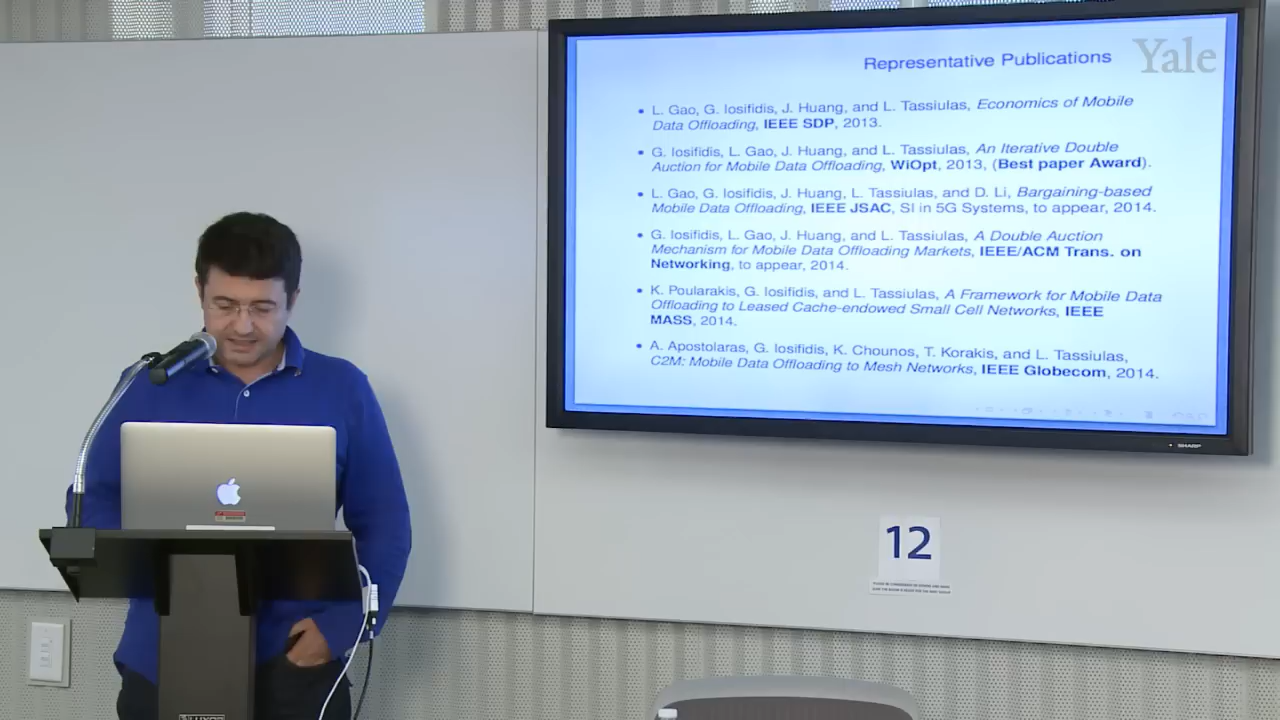 Representative Publications
Yale
• L. Gao, G. Iosifidis, J. Huang, and L. Tassiulas, Economics of Mobile
Data Offloading, IEEE SDP, 2013.
• G. Iosifidis, L. Gao, J. Huang, and L. Tassiulas, An Iterative Double
Auction for Mobile Data Offloading, WiOpt, 2013, (Best paper Award).
• L. Gao, G. Iosifidis, J. Huang, L. Tassiulas, and D. Li, Bargaining-based
Mobile Data Offloading, IEEE JSAC, SI in 5G Systems, to appear, 2014.
• G. Iosifidis, L. Gao, J. Huang, and L. Tassiulas, A Double Auction
Mechanism for Mobile Data Offloading Markets, IEEE/ACM Trans. on
Networking, to appear, 2014.
• K. Poularakis, G. Iosifidis, and L. Tassiulas, A Framework for Mobile Data
Offloading to Leased Cache-endowed Small Cell Networks, IEEE
MASS, 2014.
• A. Apostolaras, G. Iosifidis, K. Chounos, T. Korakis, and L. Tassiulas,
C2M: Mobile Data Offloading to Mesh Networks, IEEE Globecom, 2014.
SHARP
12